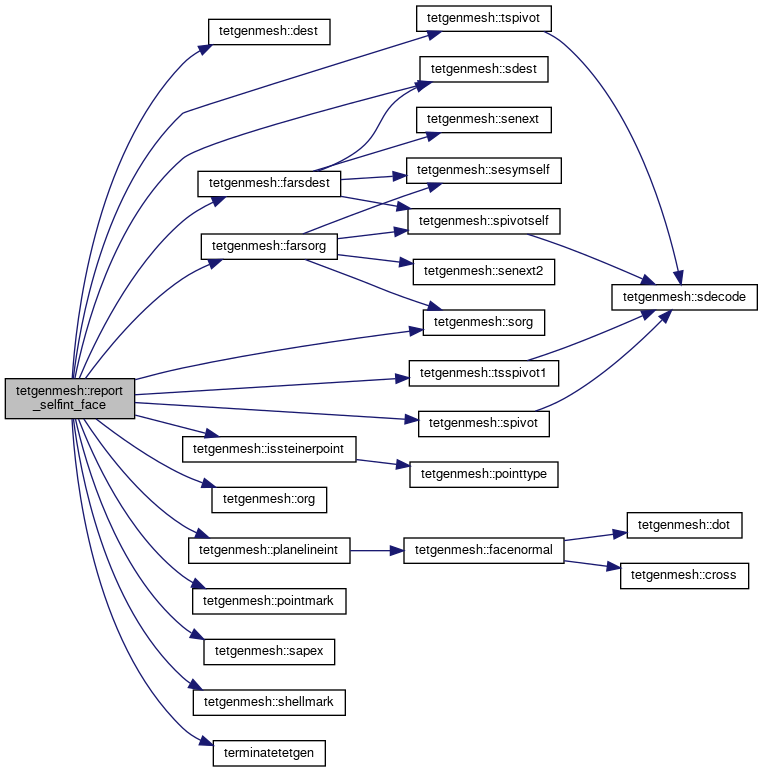 tetgenmesh::report
_selfint_face
tetgenmesh::dest
tetgenmesh::tspivot
tetgenmesh::sdest
tetgenmesh::senext
tetgenmesh::farsdest
tetgenmesh::sesymself
tetgenmesh::spivotself
tetgenmesh::farsorg
tetgenmesh::senext2
tetgenmesh::sdecode
tetgenmesh::sorg
tetgenmesh::tsspivot1
tetgenmesh::spivot
tetgenmesh::issteinerpoint
tetgenmesh::pointtype
tetgenmesh::org
tetgenmesh::dot
tetgenmesh::planelineint
tetgenmesh::facenormal
tetgenmesh::cross
tetgenmesh::pointmark
tetgenmesh::sapex
tetgenmesh::shellmark
terminatetetgen